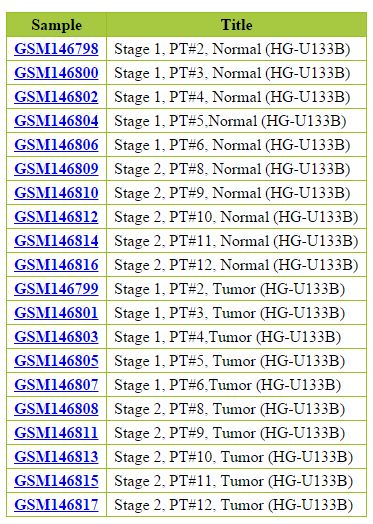 Sample Title
GSM146798 Stage 1, PT#2, Normal (HG-U133B)
GSM146800 Stage 1, PT#3, Normal (HG-U133B)
GSM146802 Stage 1, PT#4, Normal (HG-U133B)
GSM146804 Stage 1, PT#5,Normal (HG-U133B)
GSM146806 Stage 1, PT#6, Normal (HG-U133B)
GSM146809 Stage 2, PT#8, Normal (HG-U133B)
GSM146810 Stage 2, PT#9, Normal (HG-U133B)
GSM146812 Stage 2, PT#10, Normal (HG-U133B)
GSM146814 Stage 2, PT#11, Normal (HG-U133B)
GSM146816 Stage 2, PT#12, Normal (HG-U133B)
GSM146799 Stage 1, PT#2, Tumor (HG-U133B)
GSM146801 Stage 1, PT#3, Tumor (HG-U133B)
GSM146803 Stage 1, PT#4,Tumor (HG-U133B)
GSM146805 Stage 1, PT#5, Tumor (HG-U133B)
GSM146807 Stage 1, PT#6,Tumor (HG-U133B)
GSM146808 Stage 2, PT#8, Tumor (HG-U133B)
GSM146811 Stage 2, PT#9, Tumor (HG-U133B)
GSM146813 Stage 2, PT#10, Tumor (HG-U133B)
GSM146815 Stage 2, PT#11, Tumor (HG-U133B)
GSM146817 Stage 2, PT#12, Tumor (HG-U133B)